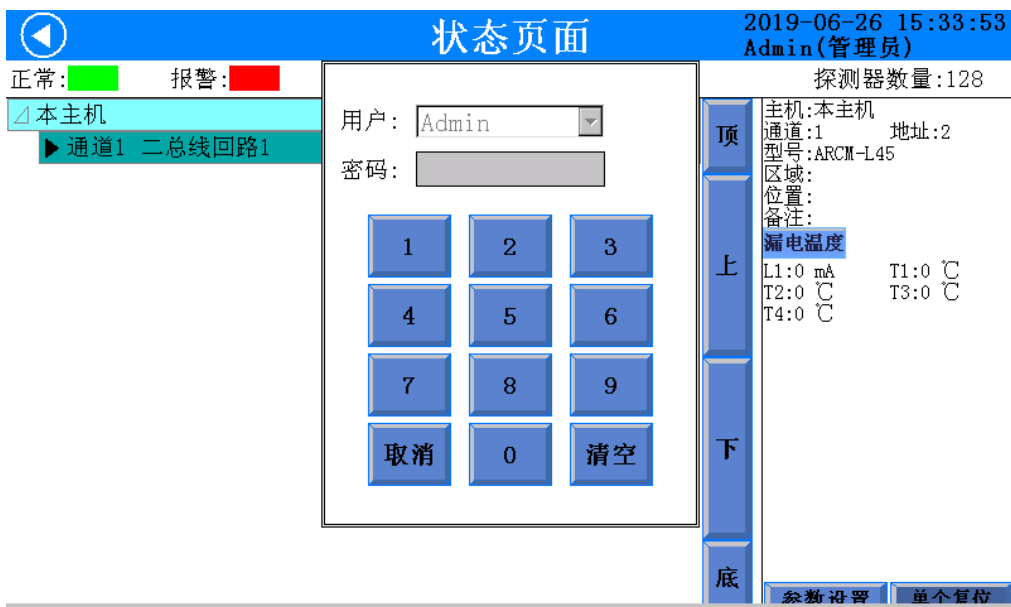 状态页面
2019-06-26 15:33:53
Admin(管理员)
正常:
报警:
探测器数量:128
本主机
通道1 二总线回路1
用户: Admin
密码:
1 2 3
4 5 6
7 8 9
取消 0 清空
顶
上
下
底
主机:本主机
通道:1 地址:2
型号:ARCM-L45
区域:
位置:
备注:
漏电温度
L1:0 mA T1:0 ℃
T2:0 ℃ T3:0 ℃
T4:0 ℃
参数设置 单个复位